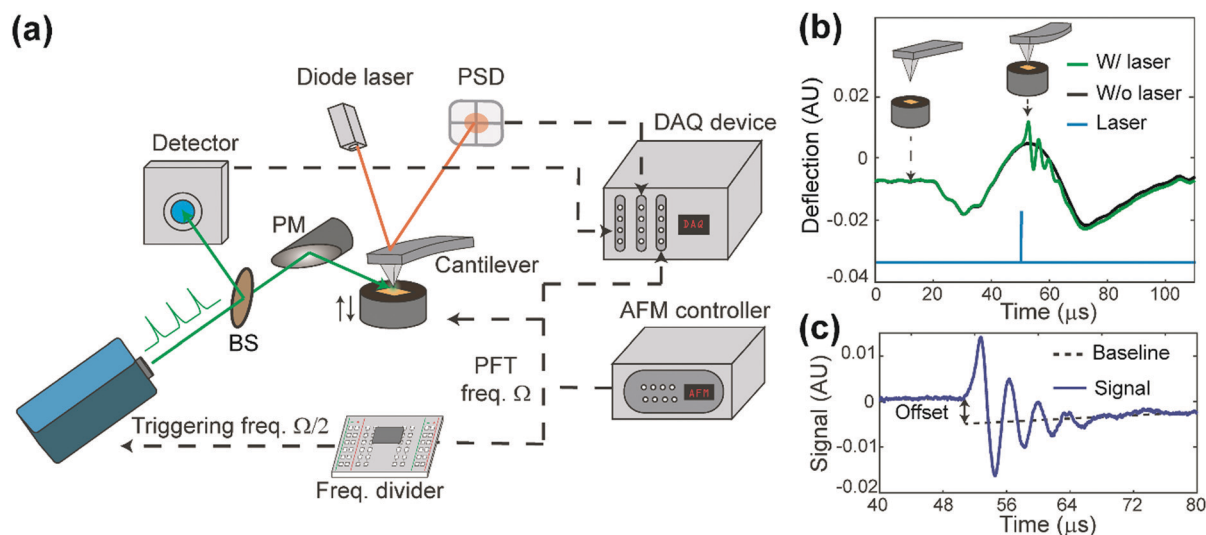 (a)
Diode laser
PSD
DAQ device
Detector
DAQ
PM
Cantilever
BS
AFM controller
PFT
freq. Ω
AFM
Triggering freq. Ω/2
Freq. divider
(b)
W/ laser
W/o laser
Laser
Deflection (AU)
0.02
0
-0.02
-0.04
0 20 40 60 80 100
Time (μs)
(c)
Baseline
Signal
Offset
Signal (AU)
0.01
0
-0.01
-0.02
40 48 56 64 72 80
Time (μs)